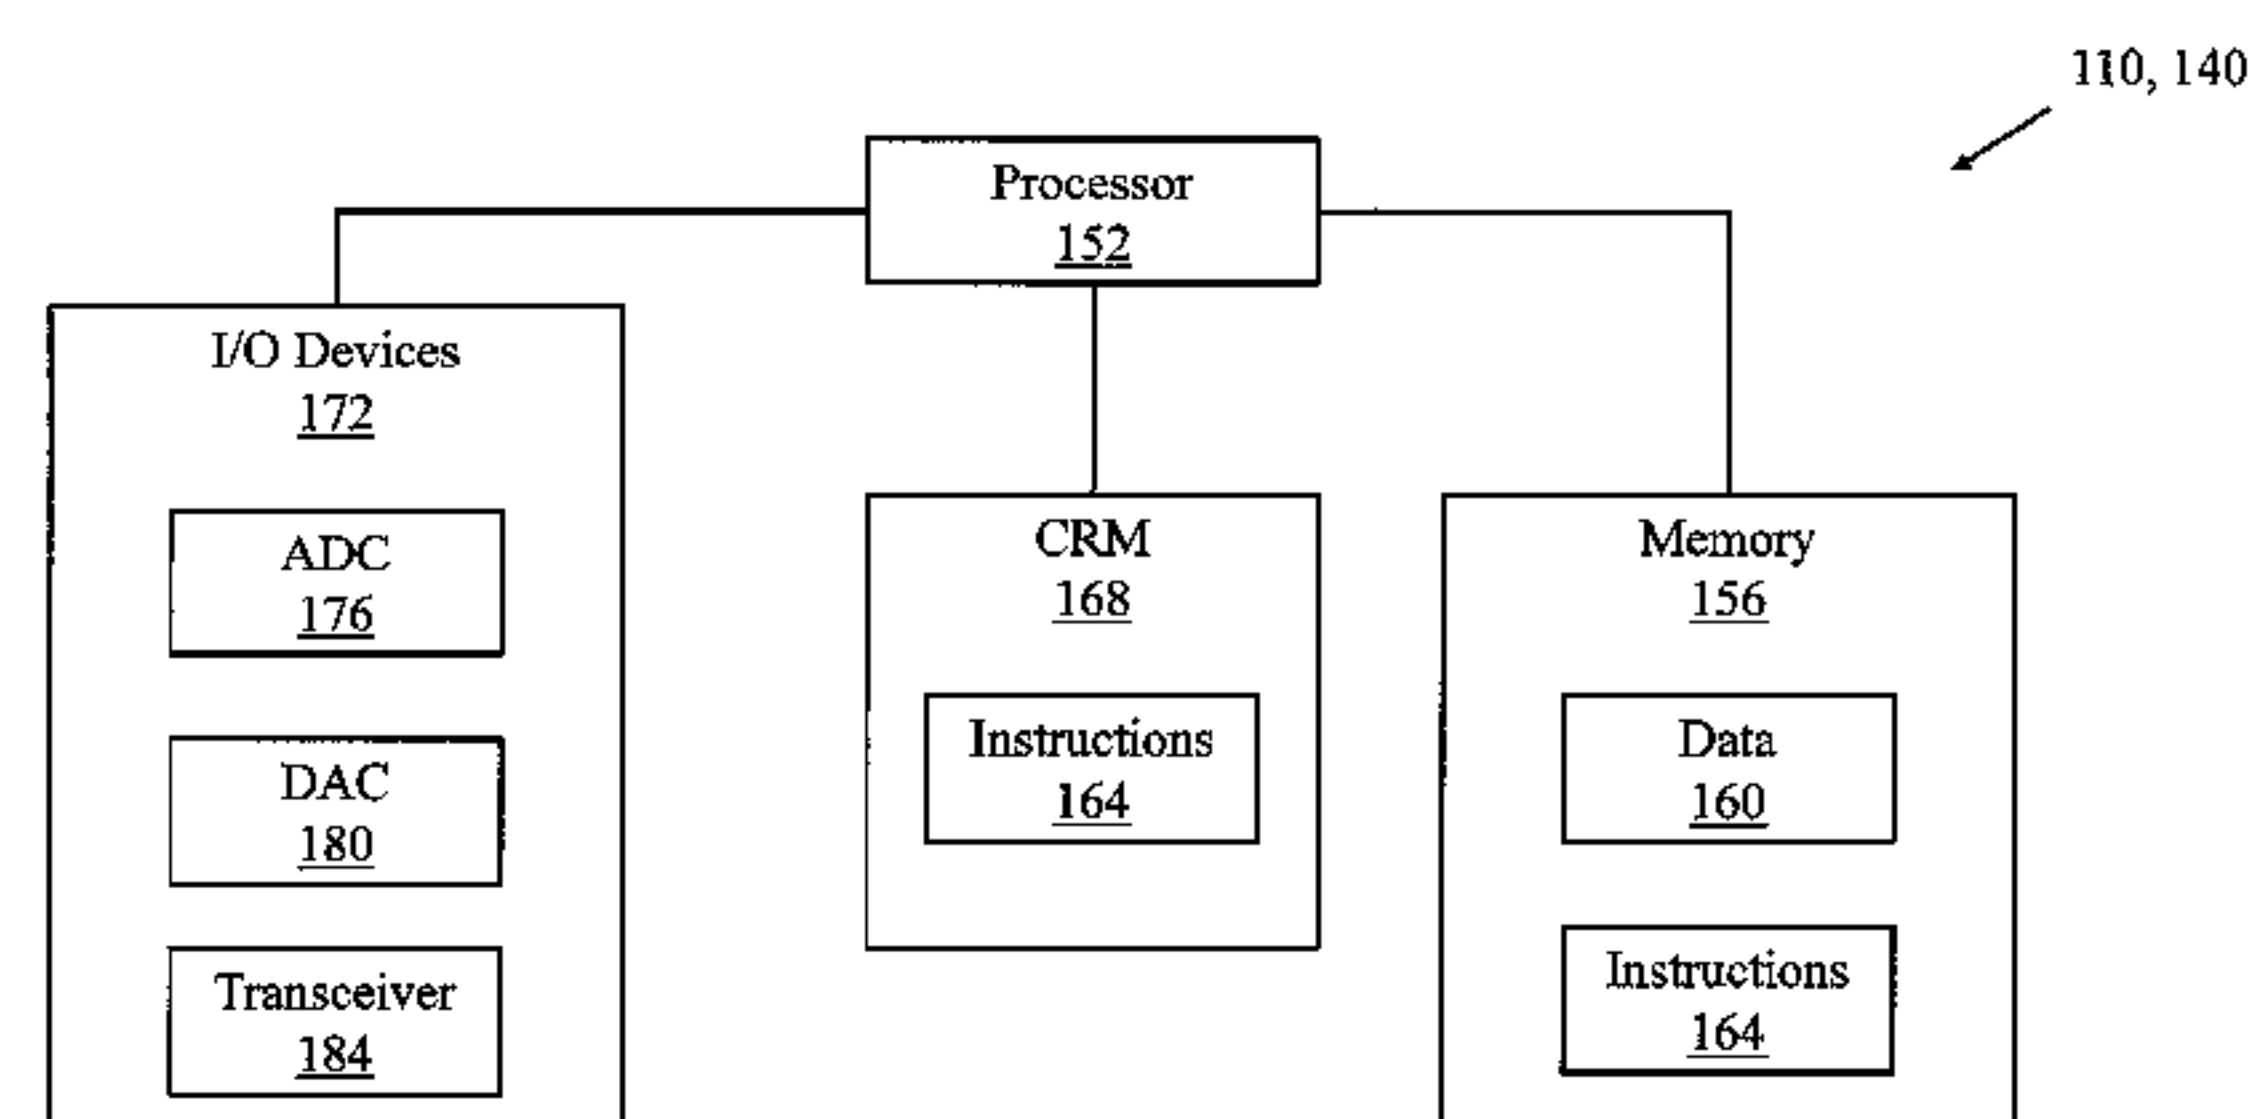 110, 140
Processor
152
I/O Devices
172
ADC
176
DAC
180
Transceiver
184
CRM
168
Instructions
164
Memory
156
Data
160
Instructions
164